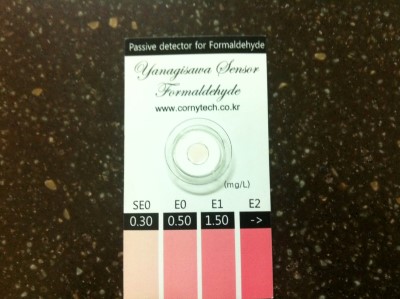 Passive detector for Formaldehyde
Yanagisawa Sensor
Formaldehyde
www.cornytech.co.kr
(mg/L)
SE0 E0 E1 E2
0.30 0.50 1.50 ->